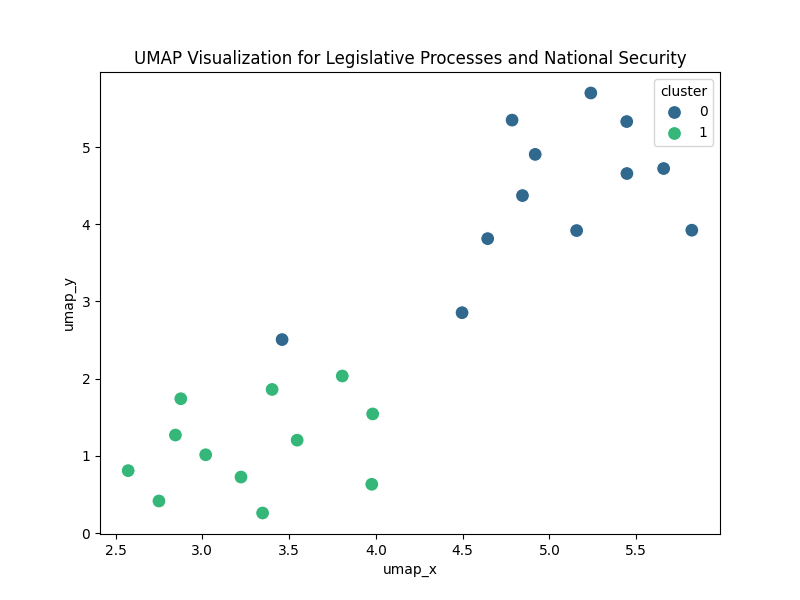 UMAP Visualization for Legislative Processes and National Security
cluster
0
1
5
4
3
2
1
0
umap_y
2.5 3.0 3.5 4.0 4.5 5.0 5.5
umap_x